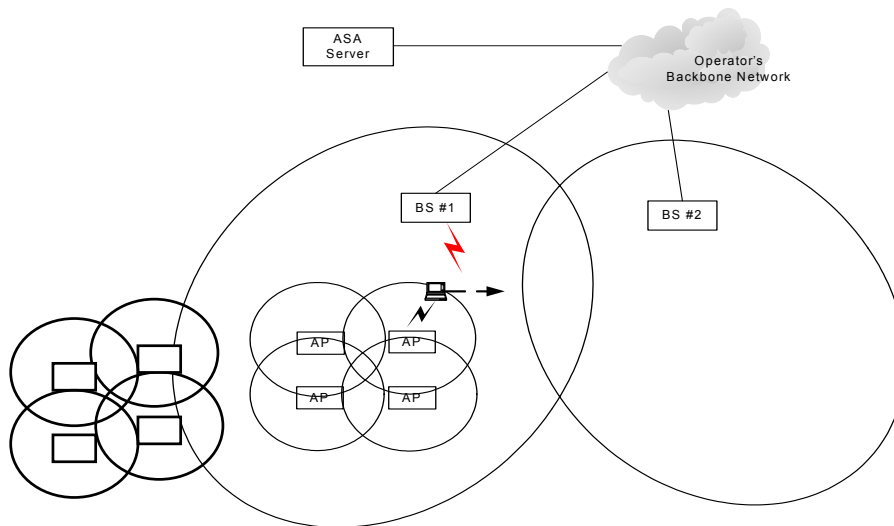 ASA
Server
Operator's
Backbone Network
BS #1
BS #2
AP
AP
AP
AP